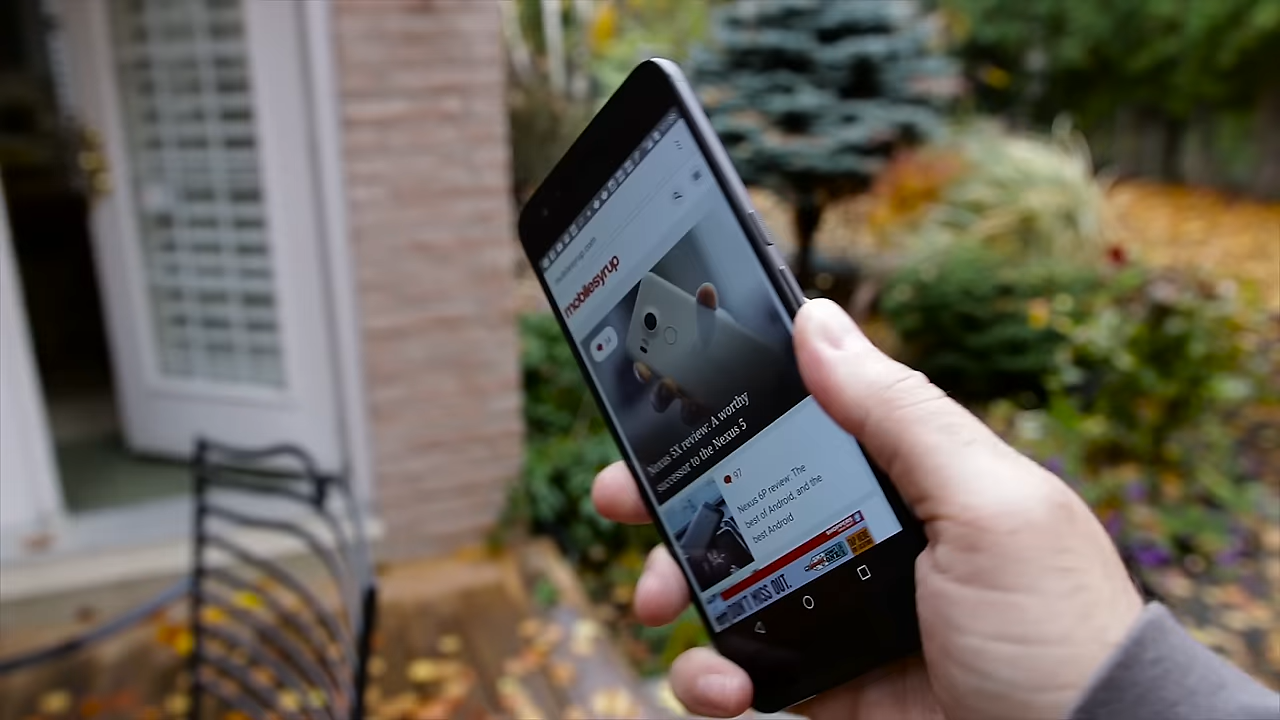 mobilesyrup
Nexus 5X review: A worthy
successor to the Nexus 5
97
Nexus 6P review: The
best of Android, and the
best Android
DON'T MISS OUT.